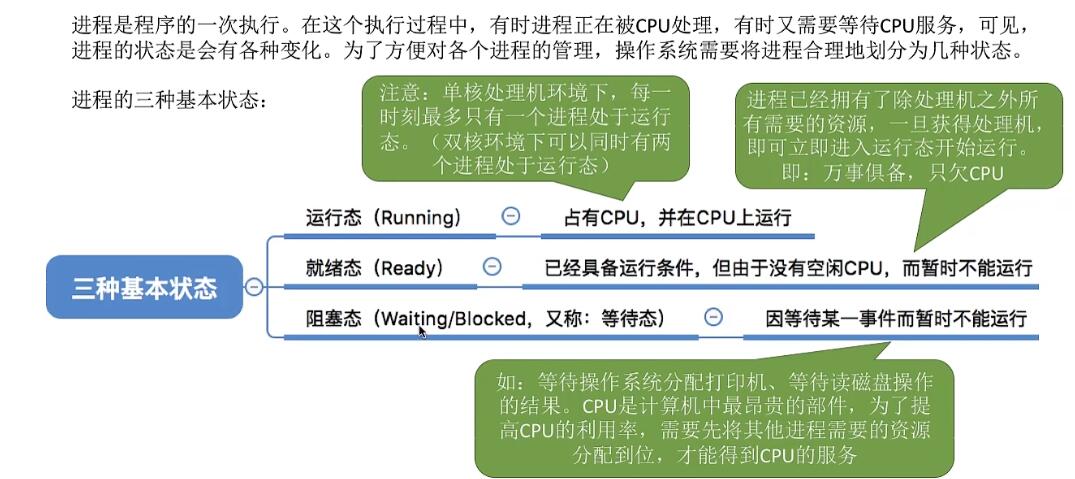 进程是程序的一次执行。在这个执行过程中，有时进程正在被CPU处理，有时又需要等待CPU服务，可见，
进程的状态是会有各种变化。为了方便对各个进程的管理，操作系统需要将进程合理地划分为几种状态。
进程的三种基本状态：
注意：单核处理机环境下，每一
时刻最多只有一个进程处于运行
态。（双核环境下可以同时有两
个进程处于运行态）
进程已经拥有了除处理机之外所
有需要的资源，一旦获得处理机，
即可立即进入运行态开始运行。
即：万事俱备，只欠CPU
三种基本状态
运行态（Running） 占有CPU，并在CPU上运行
就绪态（Ready） 已经具备运行条件，但由于没有空闲CPU，而暂时不能运行
阻塞态（Waiting/Blocked，又称：等待态） 因等待某一事件而暂时不能运行
如：等待操作系统分配打印机、等待读磁盘操作
的结果。CPU是计算机中最昂贵的部件，为了提
高CPU的利用率，需要先将其他进程需要的资源
分配到位，才能得到CPU的服务